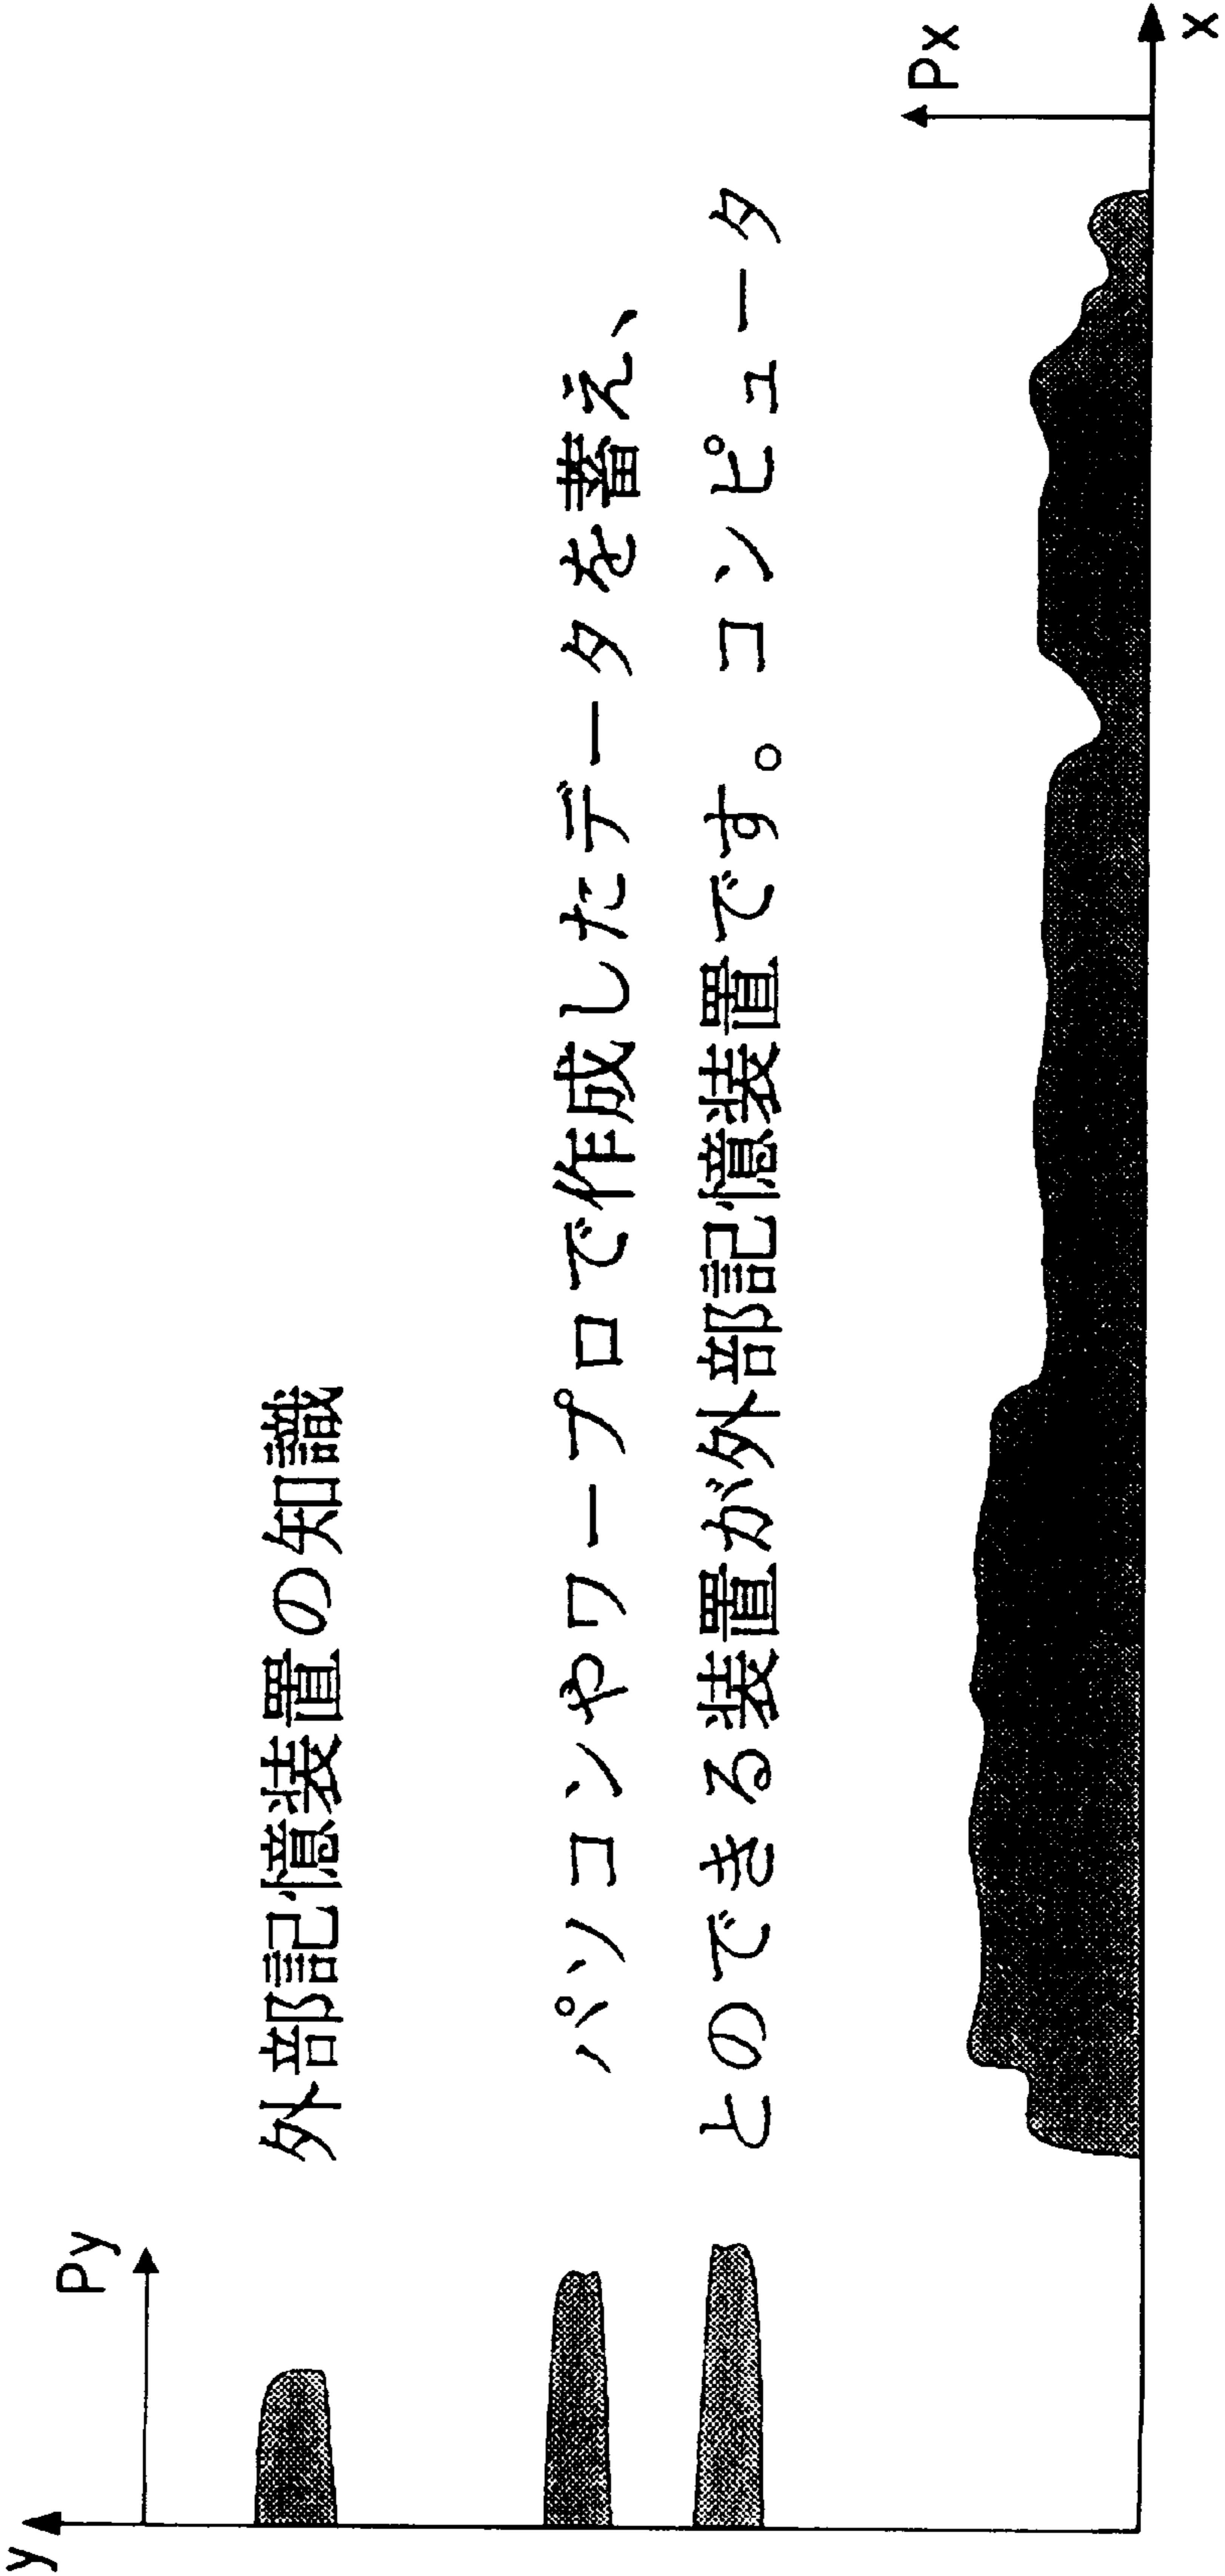 y
Py
外部記憶装置の知識
パソコンやワープロで作成したデータを蓄え、
とのできる装置が外部記憶装置です。コンピュータ
Px
x